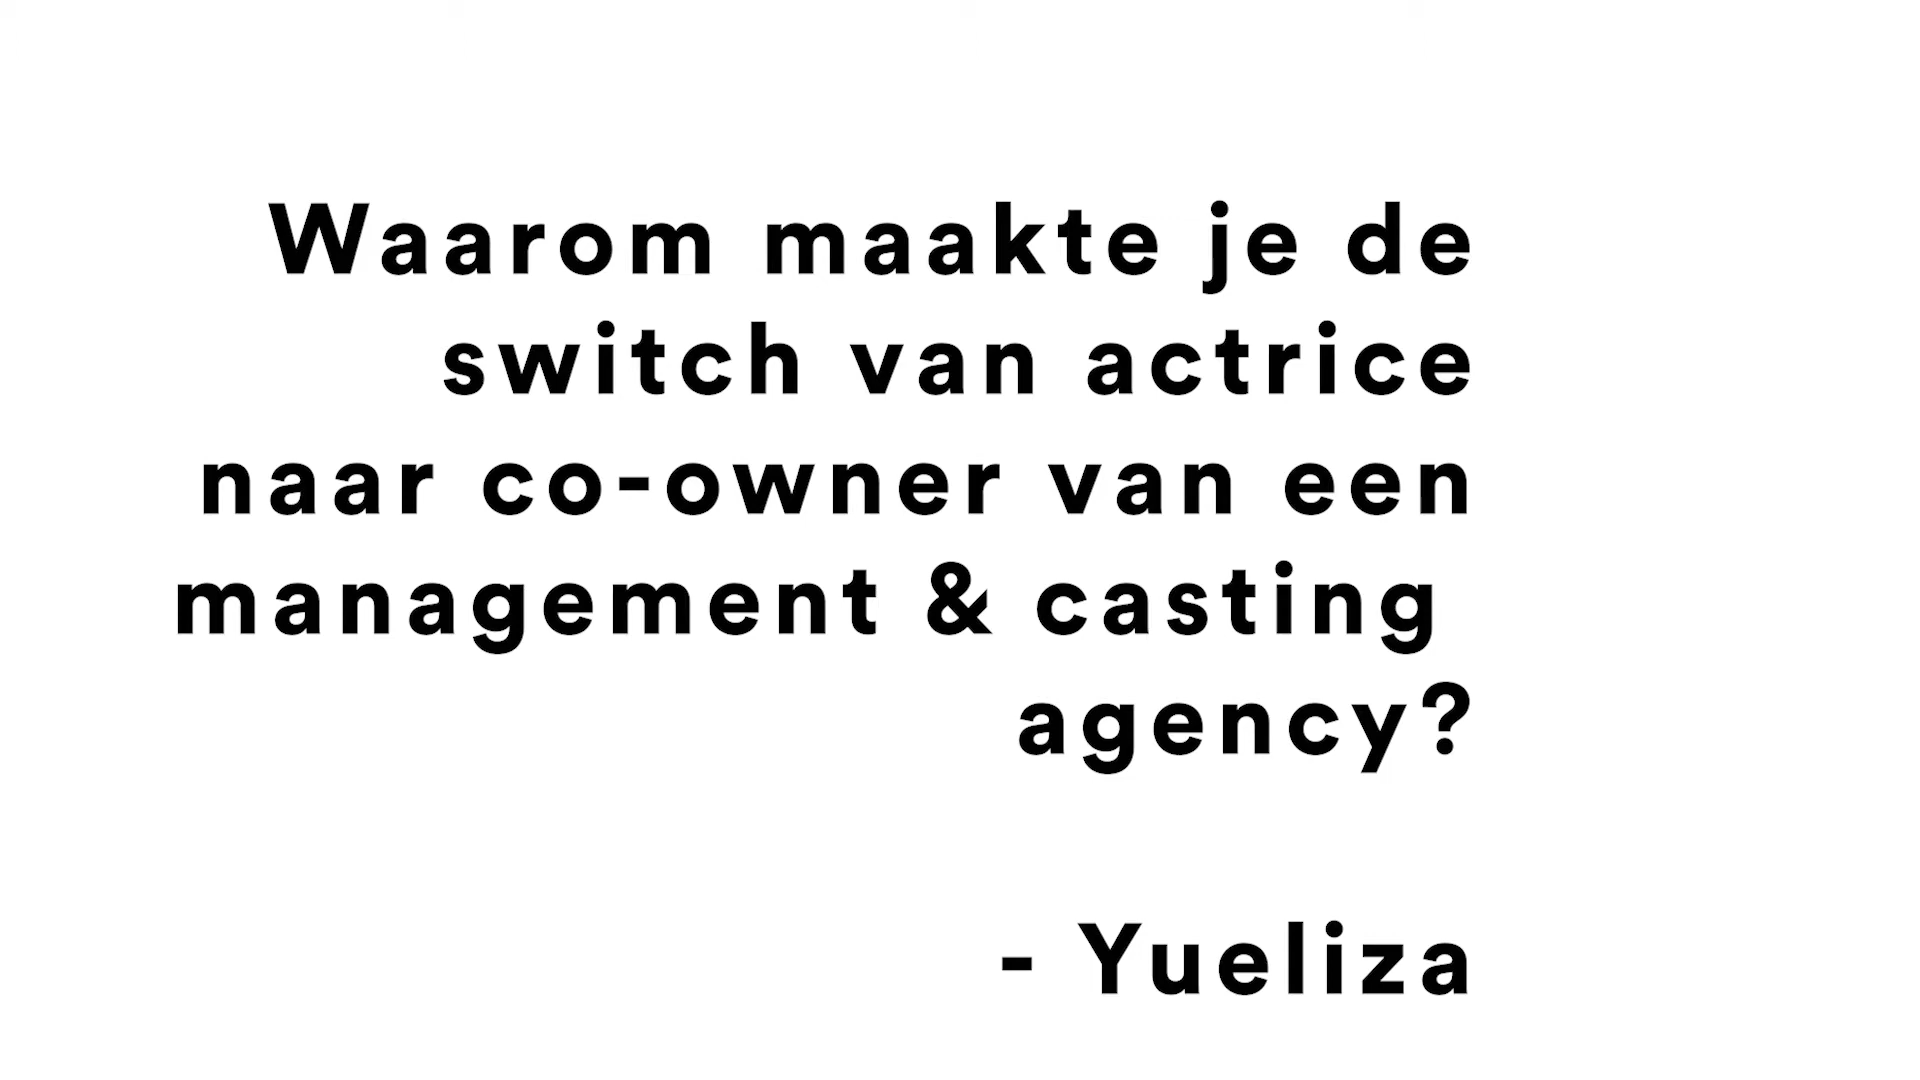 Waarom maakte je de
switch van actrice
naar co-owner van een
management & casting
agency?
- Yueliza